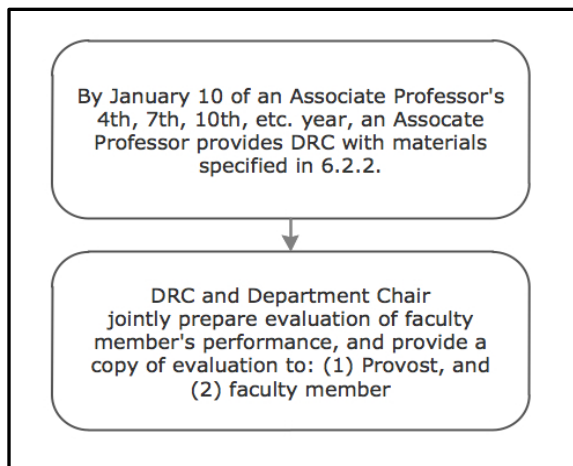 By January 10 of an Associate Professor's
4th, 7th, 10th, etc. year, an Assocate
Professor provides DRC with materials
specified in 6.2.2.
DRC and Department Chair
jointly prepare evaluation of faculty
member's performance, and provide a
copy of evaluation to: (1) Provost, and
(2) faculty member